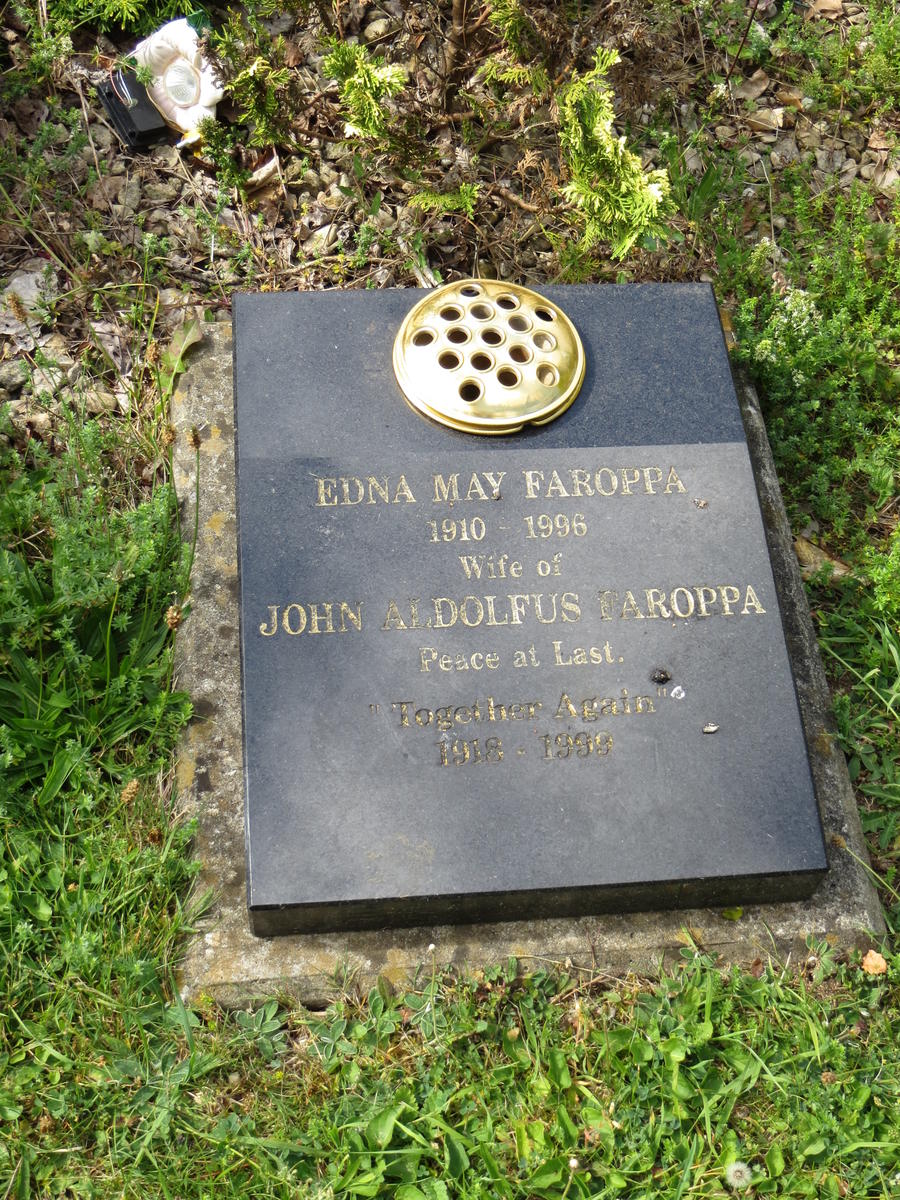 EDNA MAY FAROPPA
1910 - 1996
Wife of
JOHN ALDOLFUS FAROPPA
Peace at Last.
"Together Again"
1918 - 1999